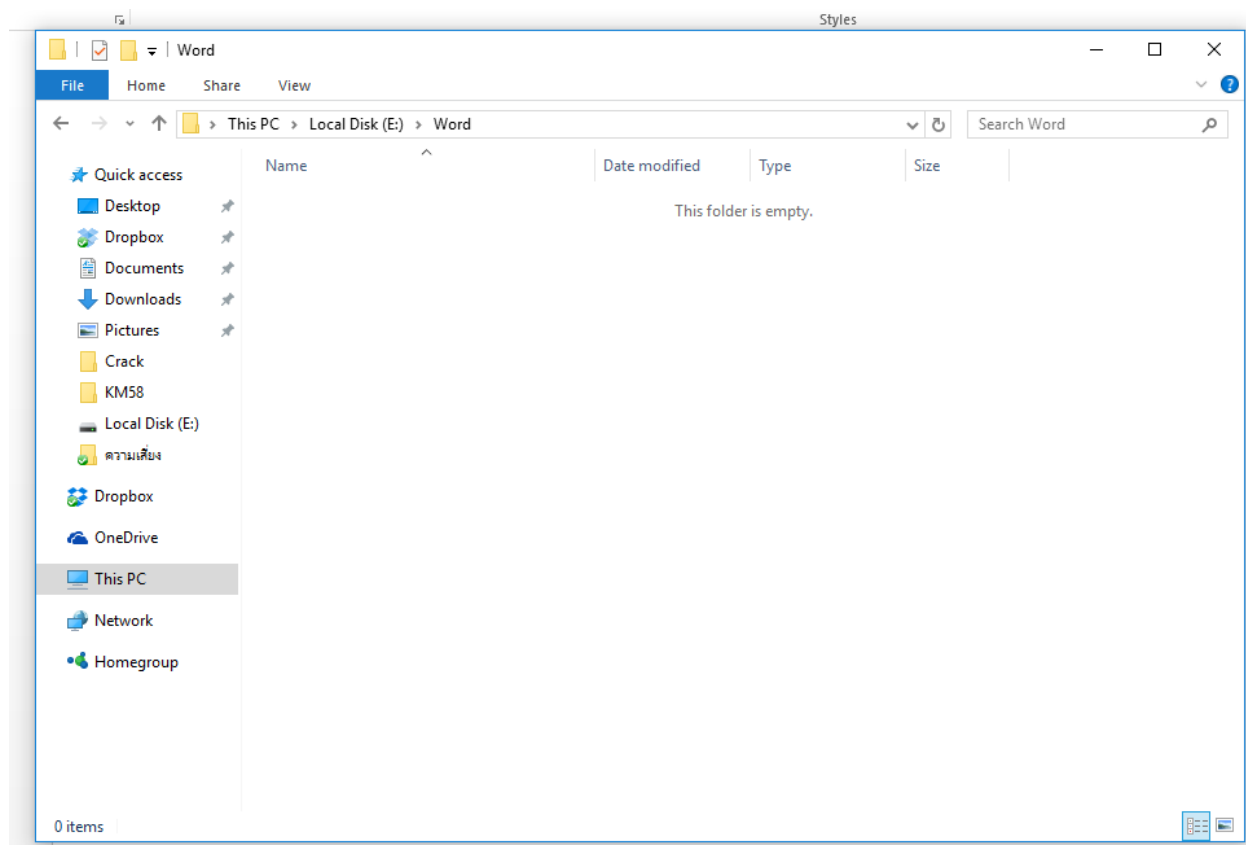 Styles
Word
File Home Share View
This PC Local Disk (E:) Word
Search Word
Name Date modified Type Size
This folder is empty.
Quick access
Desktop
Dropbox
Documents
Downloads
Pictures
Crack
KM58
Local Disk (E:)
ความเสี่ยง
Dropbox
OneDrive
This PC
Network
Homegroup
0 items